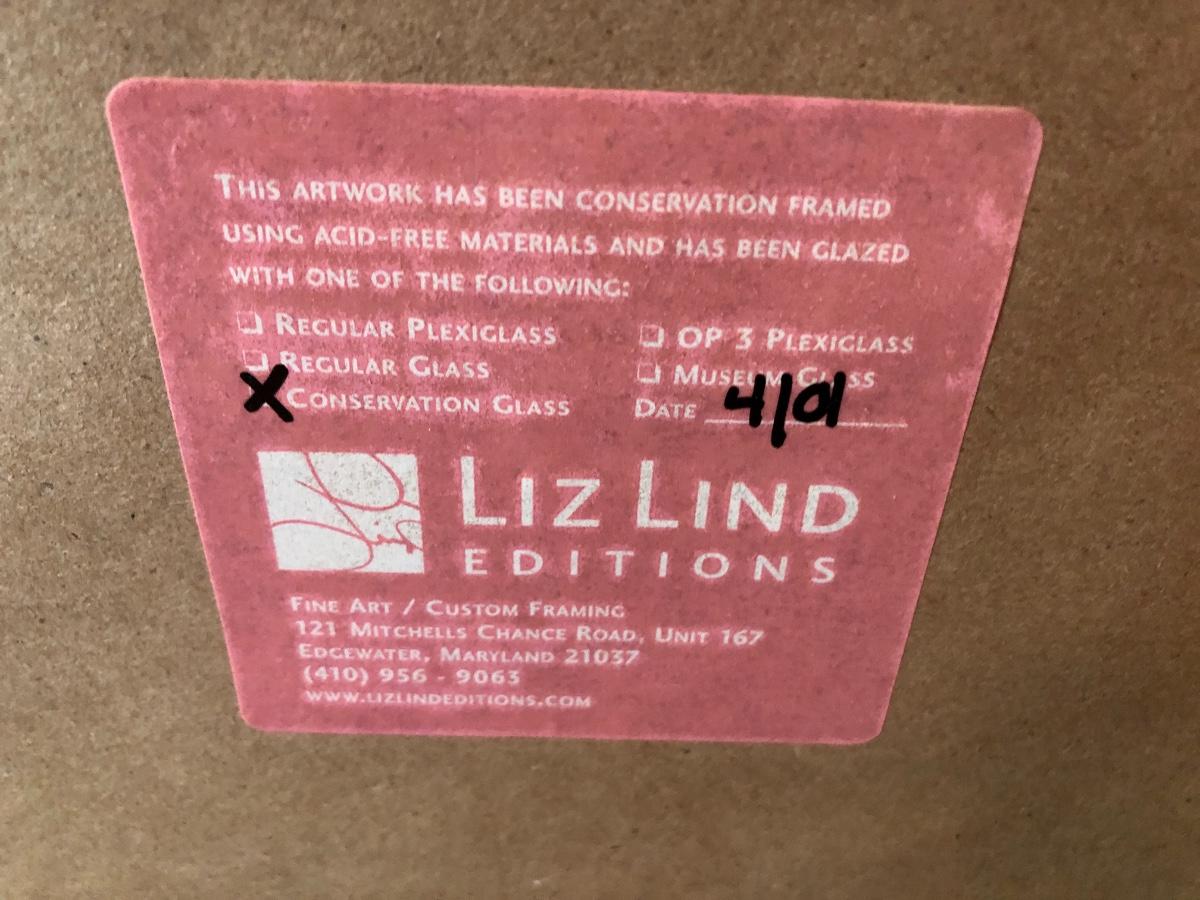 THIS ARTWORK HAS BEEN CONSERVATION FRAMED
USING ACID-FREE MATERIALS AND HAS BEEN GLAZED
WITH ONE OF THE FOLLOWING:
❑ REGULAR PLEXIGLASS ❑ OP 3 PLEXIGLASS
❑ REGULAR GLASS ❑ MUSEUM GLASS
X CONSERVATION GLASS DATE 4/01
LIZ LIND
EDITIONS
FINE ART / CUSTOM FRAMING
121 MITCHELLS CHANCE ROAD, UNIT 167
EDGEWATER, MARYLAND 21037
(410) 956 - 9063
WWW.LIZLINDEDITIONS.COM